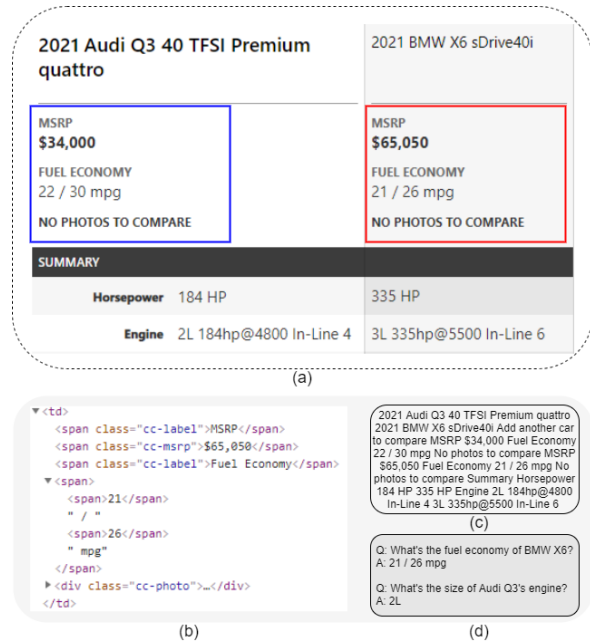 2021 Audi Q3 40 TFSI Premium
quattro
2021 BMW X6 sDrive40i
MSRP
$34,000
FUEL ECONOMY
22 / 30 mpg
NO PHOTOS TO COMPARE
MSRP
$65,050
FUEL ECONOMY
21 / 26 mpg
NO PHOTOS TO COMPARE
SUMMARY
Horsepower 184 HP 335 HP
Engine 2L 184hp@4800 In-Line 4 3L 335hp@5500 In-Line 6
(a)
▼<td>
<span class="cc-label">MSRP</span>
<span class="cc-msrp">$65,050</span>
<span class="cc-label">Fuel Economy</span>
▼<span>
<span>21</span>
" / "
<span>26</span>
" mpg"
</span>
▶<div class="cc-photo">…</div>
</td>
(b)
2021 Audi Q3 40 TFSI Premium quattro
2021 BMW X6 sDrive40i Add another car
to compare MSRP $34,000 Fuel Economy
22 / 30 mpg No photos to compare MSRP
$65,050 Fuel Economy 21 / 26 mpg No
photos to compare Summary Horsepower
184 HP 335 HP Engine 2L 184hp@4800
In-Line 4 3L 335hp@5500 In-Line 6
(c)
Q: What's the fuel economy of BMW X6?
A: 21 / 26 mpg
Q: What's the size of Audi Q3's engine?
A: 2L
(d)